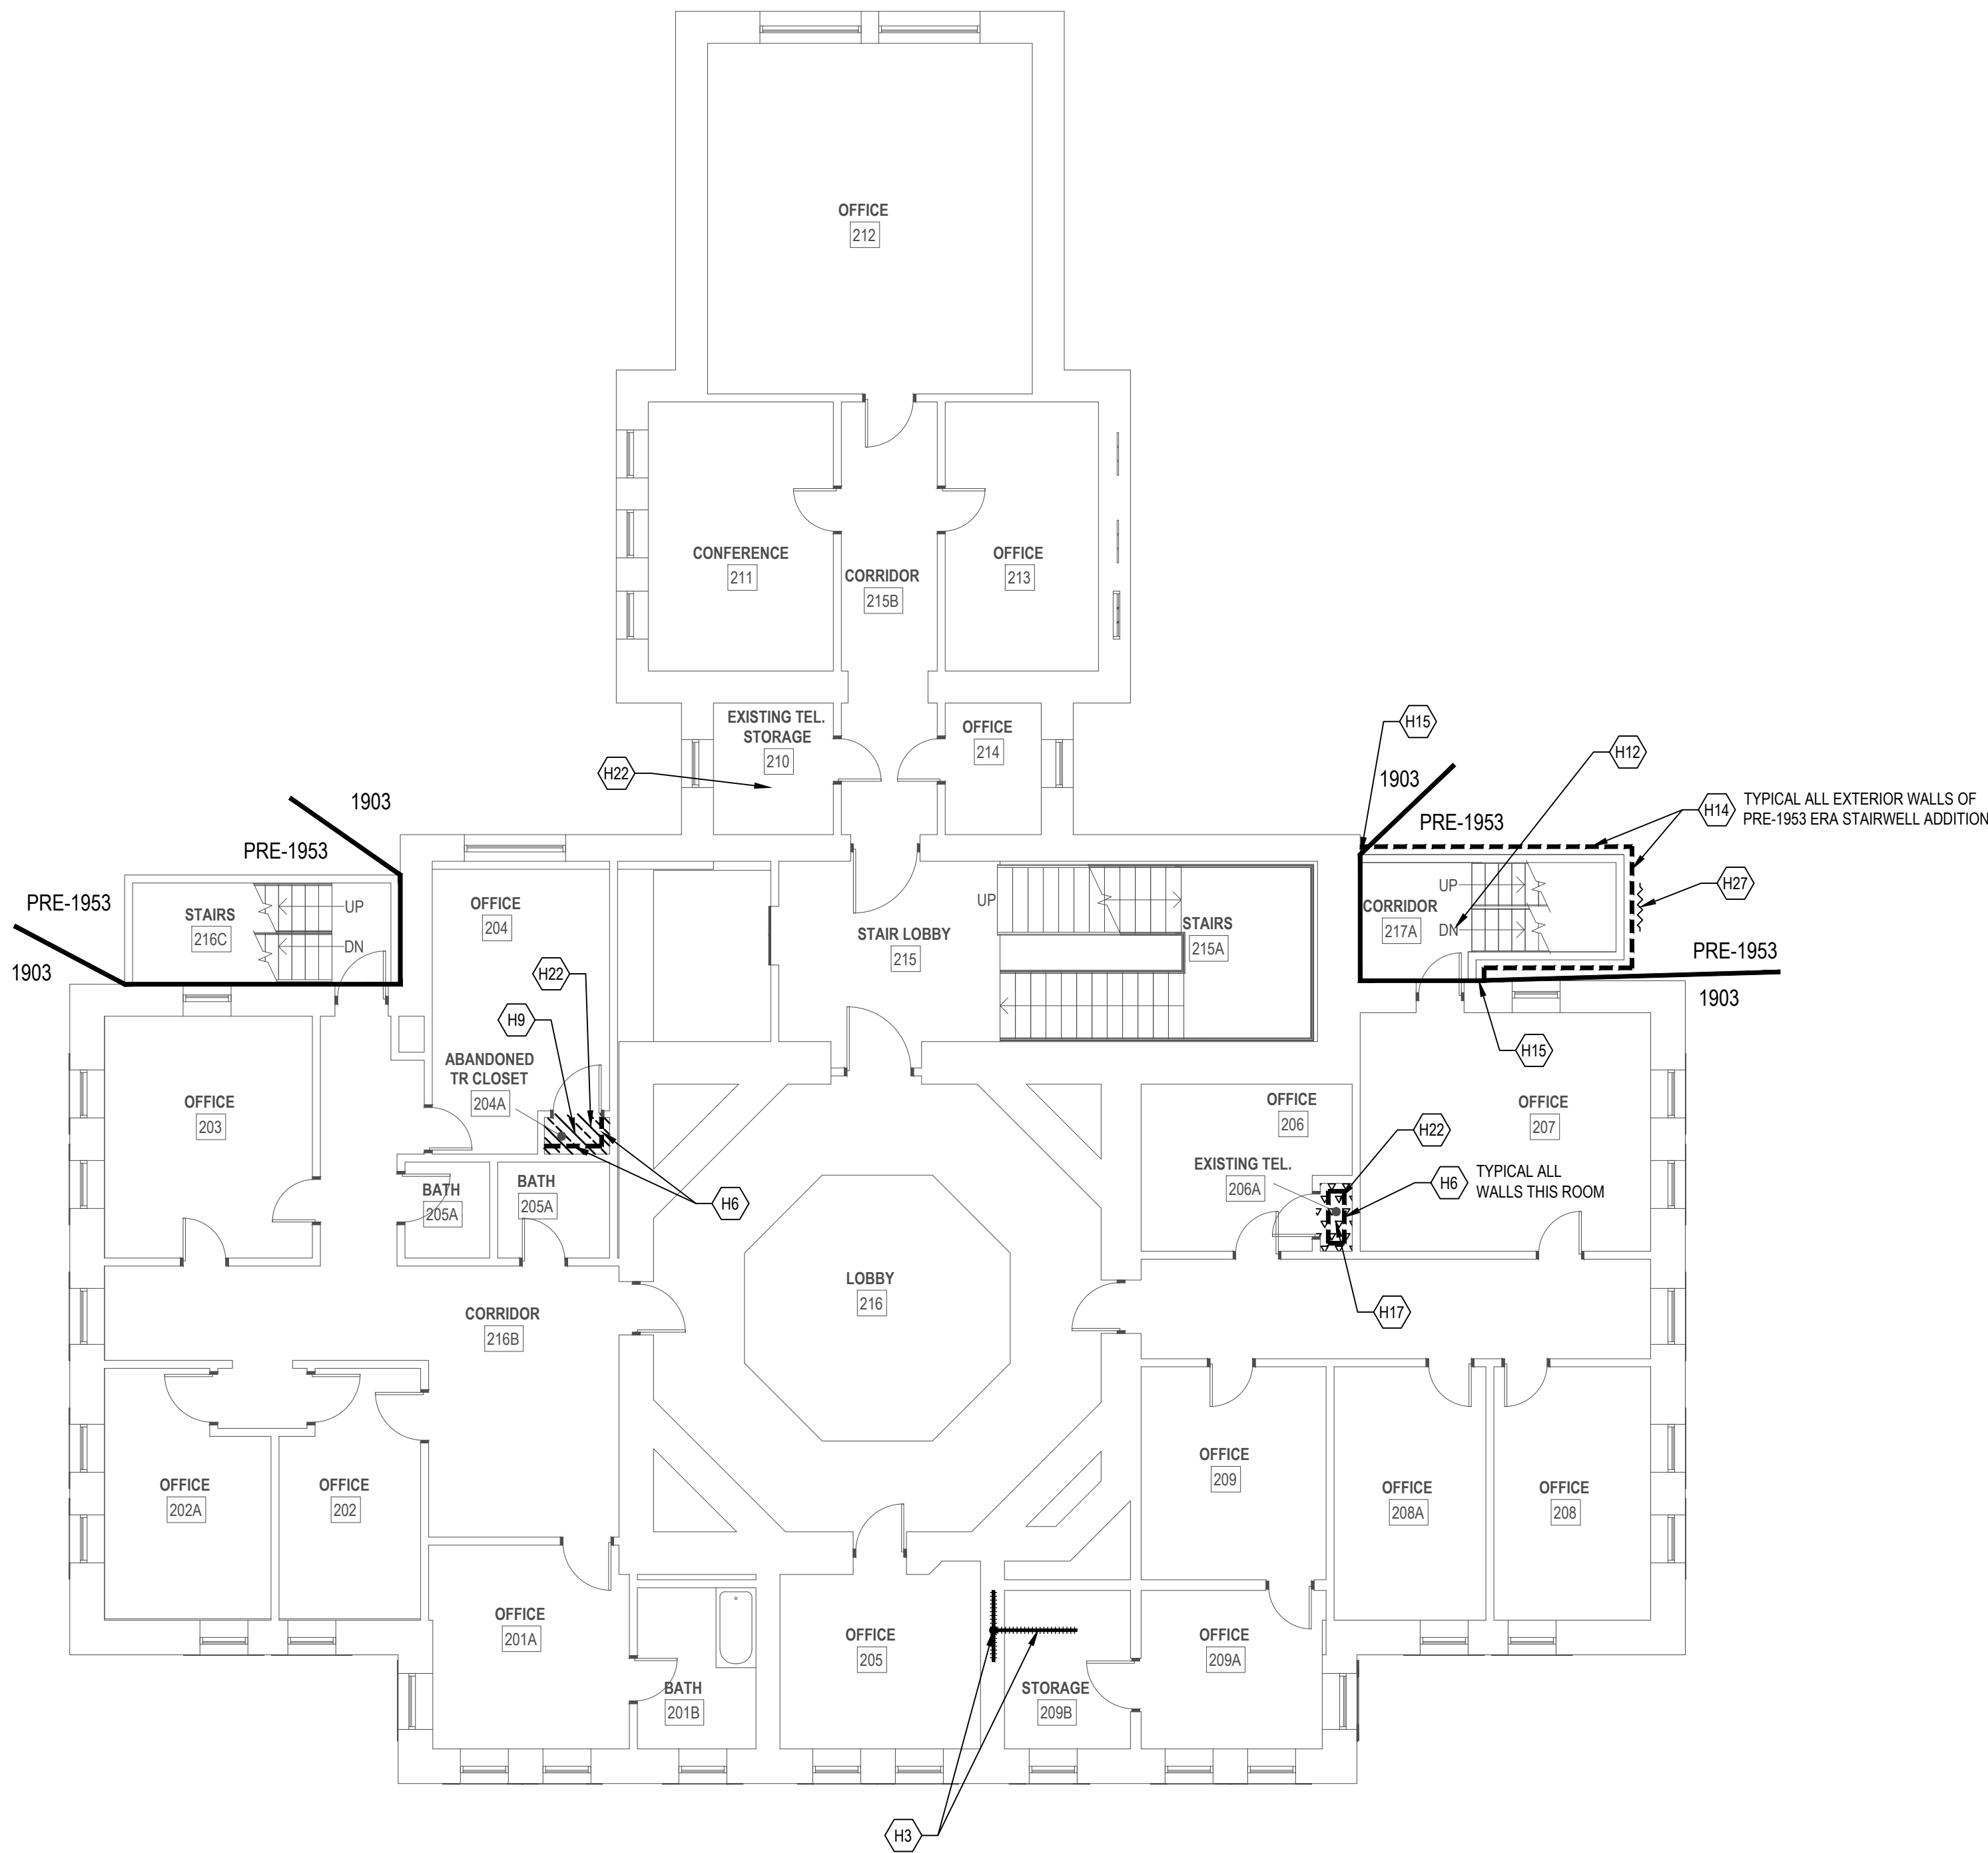 OFFICE
212
CONFERENCE
211
CORRIDOR
215B
OFFICE
213
EXISTING TEL.
STORAGE
210
OFFICE
214
H22
H15
H12
1903
PRE-1953
H14
TYPICAL ALL EXTERIOR WALLS OF
PRE-1953 ERA STAIRWELL ADDITION
1903
PRE-1953
PRE-1953
1903
STAIRS
216C
UP
DN
OFFICE
204
STAIR LOBBY
215
UP
STAIRS
215A
CORRIDOR
217A
UP
DN
H27
PRE-1953
1903
H22
H9
ABANDONED
TR CLOSET
204A
H15
OFFICE
203
OFFICE
206
OFFICE
207
H22
EXISTING TEL.
206A
H6
TYPICAL ALL
WALLS THIS ROOM
BATH
205A
BATH
205A
H6
H17
LOBBY
216
CORRIDOR
216B
OFFICE
202A
OFFICE
202
OFFICE
209
OFFICE
208A
OFFICE
208
OFFICE
201A
BATH
201B
OFFICE
205
STORAGE
209B
OFFICE
209A
H3